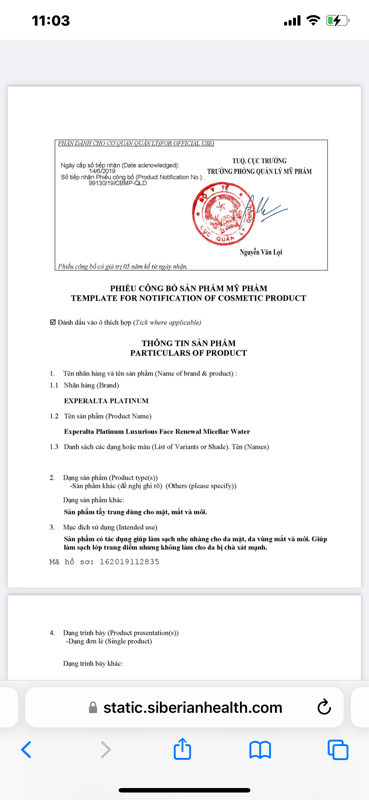 11:03
PHẦN DÀNH CHO CƠ QUAN QUẢN LÝ(FOR OFFICIAL USE)
Ngày cấp số tiếp nhận (Date acknowledged):
14/6/2019
Số tiếp nhận Phiếu công bố (Product Notification No.):
99130/19/CBMP-QLD
TUQ. CỤC TRƯỞNG
TRƯỞNG PHÒNG QUẢN LÝ MỸ PHẨM
BỘ Y TẾ
CỤC QUẢN LÝ
Nguyễn Văn Lợi
Phiếu công bố có giá trị 05 năm kể từ ngày nhận.
PHIẾU CÔNG BỐ SẢN PHẨM MỸ PHẨM
TEMPLATE FOR NOTIFICATION OF COSMETIC PRODUCT
☑ Đánh dấu vào ô thích hợp (Tick where applicable)
THÔNG TIN SẢN PHẨM
PARTICULARS OF PRODUCT
1. Tên nhãn hàng và tên sản phẩm (Name of brand & product) :
1.1 Nhãn hàng (Brand)
EXPERALTA PLATINUM
1.2 Tên sản phẩm (Product Name)
Experalta Platinum Luxurious Face Renewal Micellar Water
1.3 Danh sách các dạng hoặc màu (List of Variants or Shade). Tên (Names)
2. Dạng sản phẩm (Product type(s))
-Sản phẩm khác (đề nghị ghi rõ) (Others (please specify))
Dạng sản phẩm khác:
Sản phẩm tẩy trang dùng cho mặt, mắt và môi.
3. Mục đích sử dụng (Intended use)
Sản phẩm có tác dụng giúp làm sạch nhẹ nhàng cho da mặt, da vùng mắt và môi. Giúp
làm sạch lớp trang điểm nhưng không làm cho da bị chà xát mạnh.
Mã hồ sơ: 162019112835
4. Dạng trình bày (Product presentation(s))
-Dạng đơn lẻ (Single product)
Dạng trình bày khác:
static.siberianhealth.com